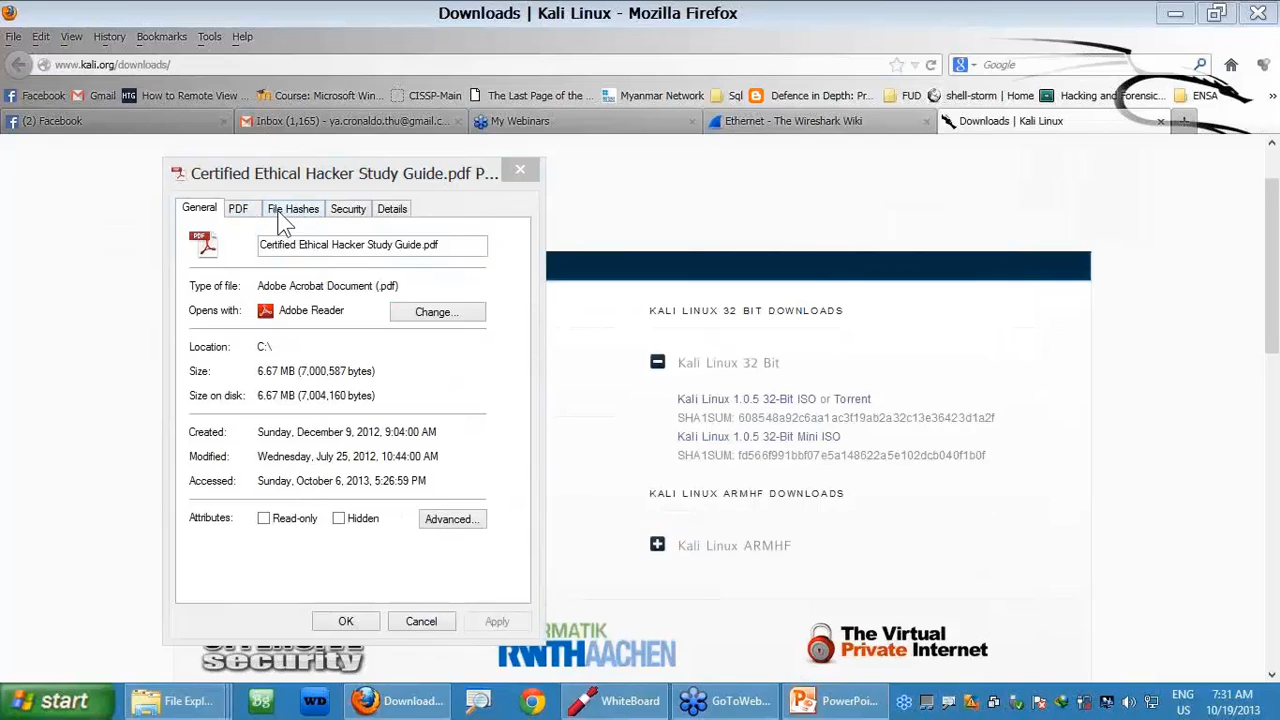 Downloads | Kali Linux - Mozilla Firefox
File Edit View History Bookmarks Tools Help
www.kali.org/downloads/
Google
Facebook Gmail How to Remote View ... Course: Microsoft Win... CISSP-Main The Last Page of the ... Myanmar Network Sql Defence in Depth: Pr... FUD shell-storm | Home Hacking and Forensic... ENSA »
(2) Facebook Inbox (1,165) - ya.cronaldo.thu@gmail.c... My Webinars Ethernet - The Wireshark Wiki Downloads | Kali Linux
Certified Ethical Hacker Study Guide.pdf P...
General PDF File Hashes Security Details
Certified Ethical Hacker Study Guide.pdf
Type of file: Adobe Acrobat Document (.pdf)
Opens with: Adobe Reader Change...
Location: C:\
Size: 6.67 MB (7,000,587 bytes)
Size on disk: 6.67 MB (7,004,160 bytes)
Created: Sunday, December 9, 2012, 9:04:00 AM
Modified: Wednesday, July 25, 2012, 10:44:00 AM
Accessed: Sunday, October 6, 2013, 5:26:59 PM
Attributes: Read-only Hidden Advanced...
OK Cancel Apply
KALI LINUX 32 BIT DOWNLOADS
Kali Linux 32 Bit
Kali Linux 1.0.5 32-Bit ISO or Torrent
SHA1SUM: 608548a92c6aa1ac3f19ab2a32c13e36423d1a2f
Kali Linux 1.0.5 32-Bit Mini ISO
SHA1SUM: fd566f991bbf07e5a148622a5e102dcb040f1b0f
KALI LINUX ARMHF DOWNLOADS
Kali Linux ARMHF
security
RWTHAACHEN
The Virtual
Private Internet
start File Expl... Download... WhiteBoard GoToWeb... PowerPoi...
ENG 7:31 AM
US 10/19/2013